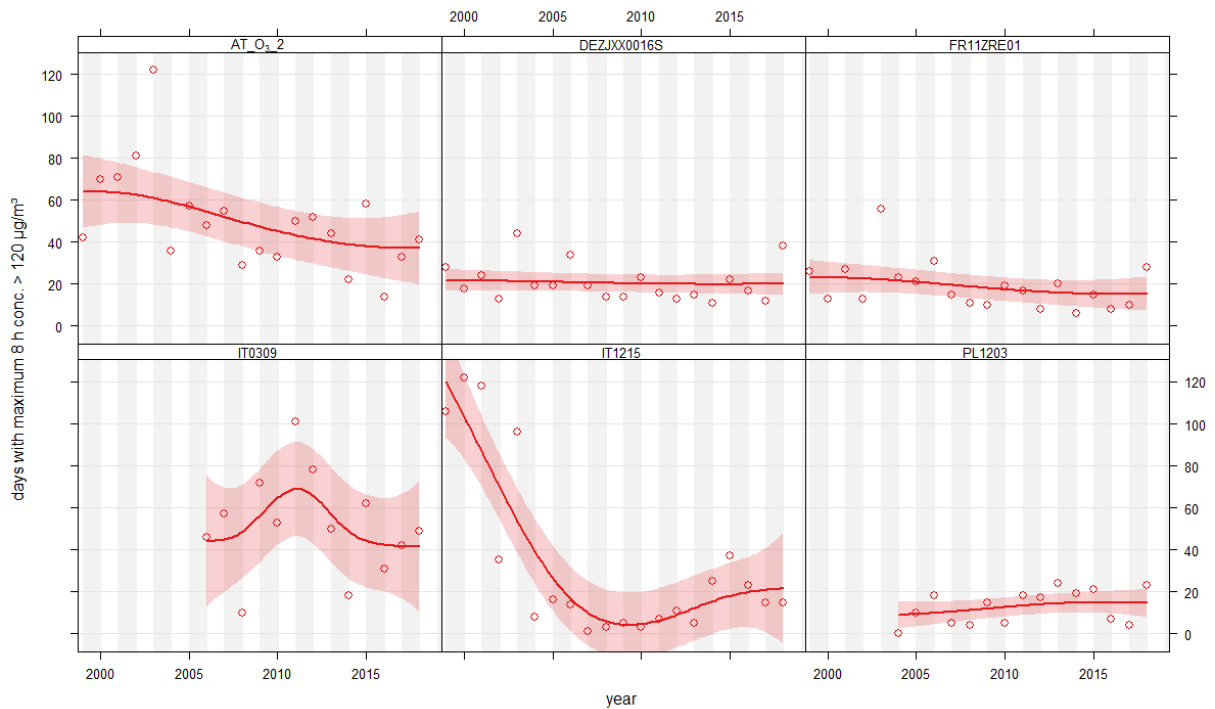 2000 2005 2010 2015
AT_O₃_2 DEZJXX0016S FR11ZRE01
120
100
80
60
40
20
0
days with maximum 8 h conc. > 120 µg/m³
IT0309 IT1215 PL1203
120
100
80
60
40
20
0
2000 2005 2010 2015 2000 2005 2010 2015
year